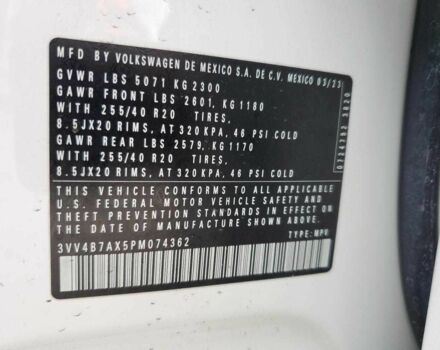 MFD BY VOLKSWAGEN DE MEXICO S.A. DE C.V. MEXICO 03/23
GVWR LBS 5071 KG 2300
GAWR FRONT LBS 2601, KG 1180
WITH 255/40 R20 TIRES,
8.5JX20 RIMS, AT 320 KPA, 46 PSI COLD
GAWR REAR LBS 2579, KG 1170
WITH 255/40 R20 TIRES,
8.5JX20 RIMS, AT 320 KPA, 46 PSI COLD
THIS VEHICLE CONFORMS TO ALL APPLICABLE
U.S. FEDERAL MOTOR VEHICLE SAFETY AND
THEFT PREVENTION STANDARDS IN EFFECT ON
THE DATE OF MANUFACTURE SHOWN ABOVE
3VV4B7AX5PM074362 TYPE: MPV
0724792 3820